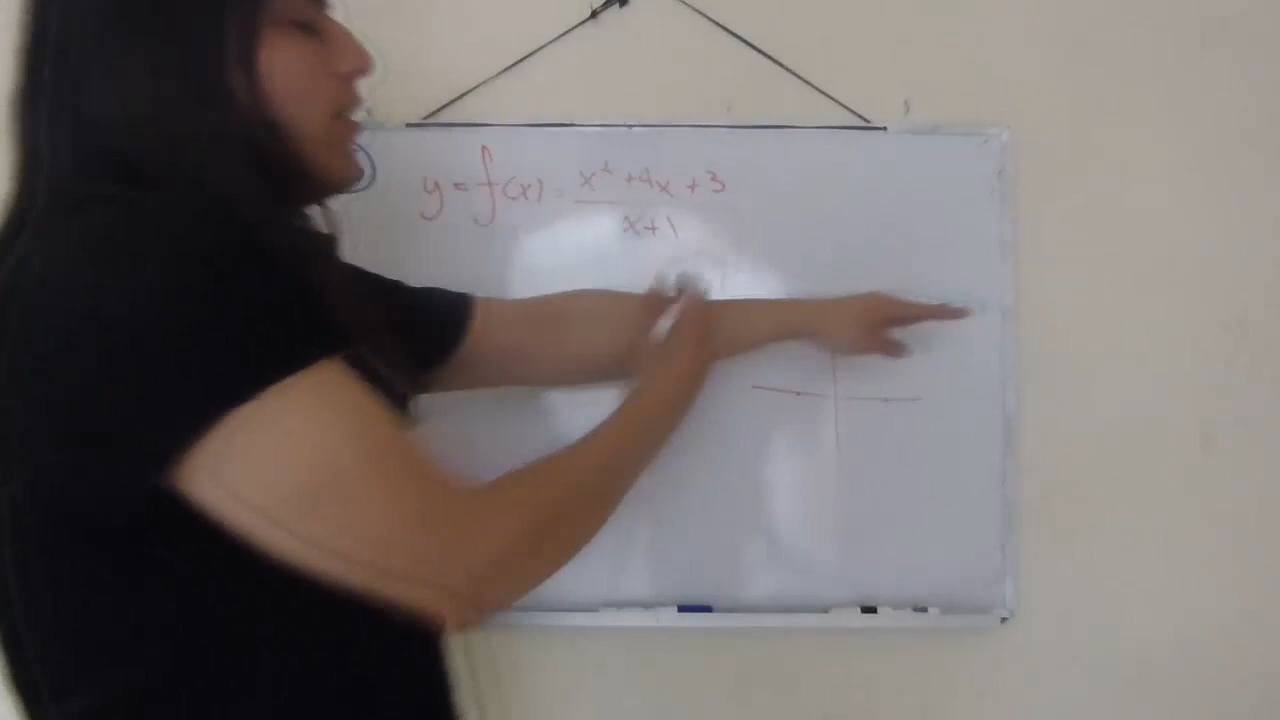 y = f(x) = x² + 4x + 3
x + 1